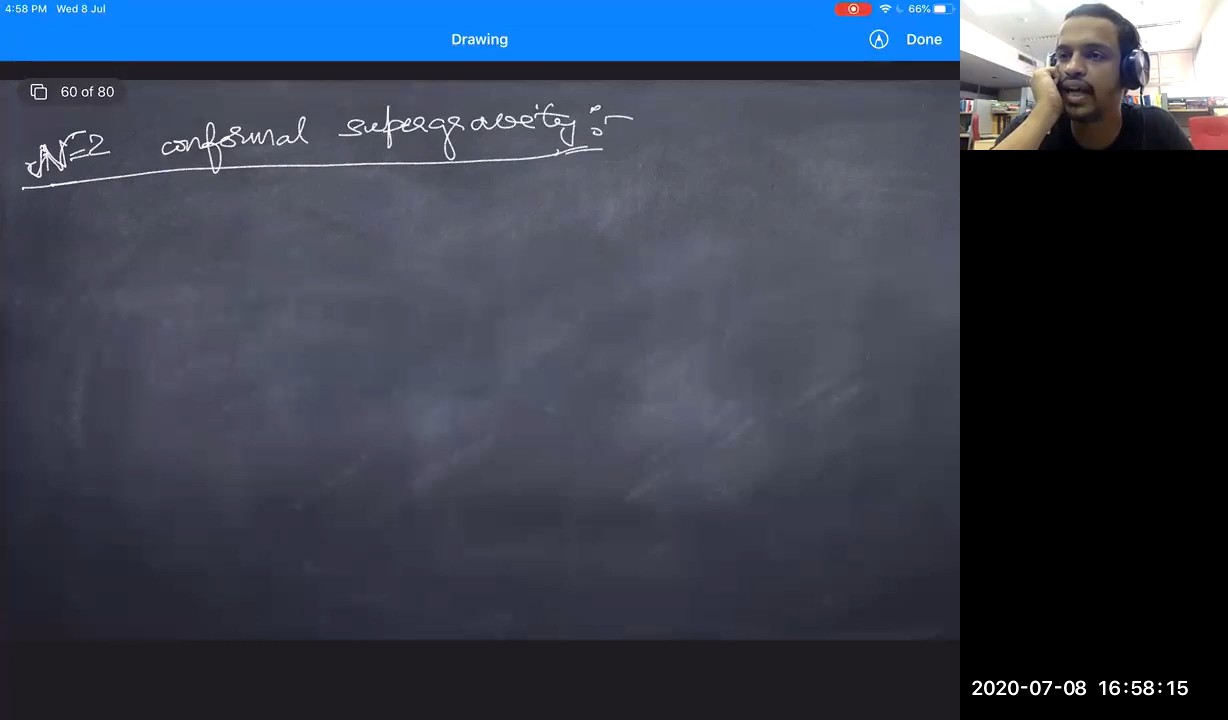 4:58 PM Wed 8 Jul 66%
Drawing Done
60 of 80
N=2 conformal supergravity :-
2020-07-08 16:58:15